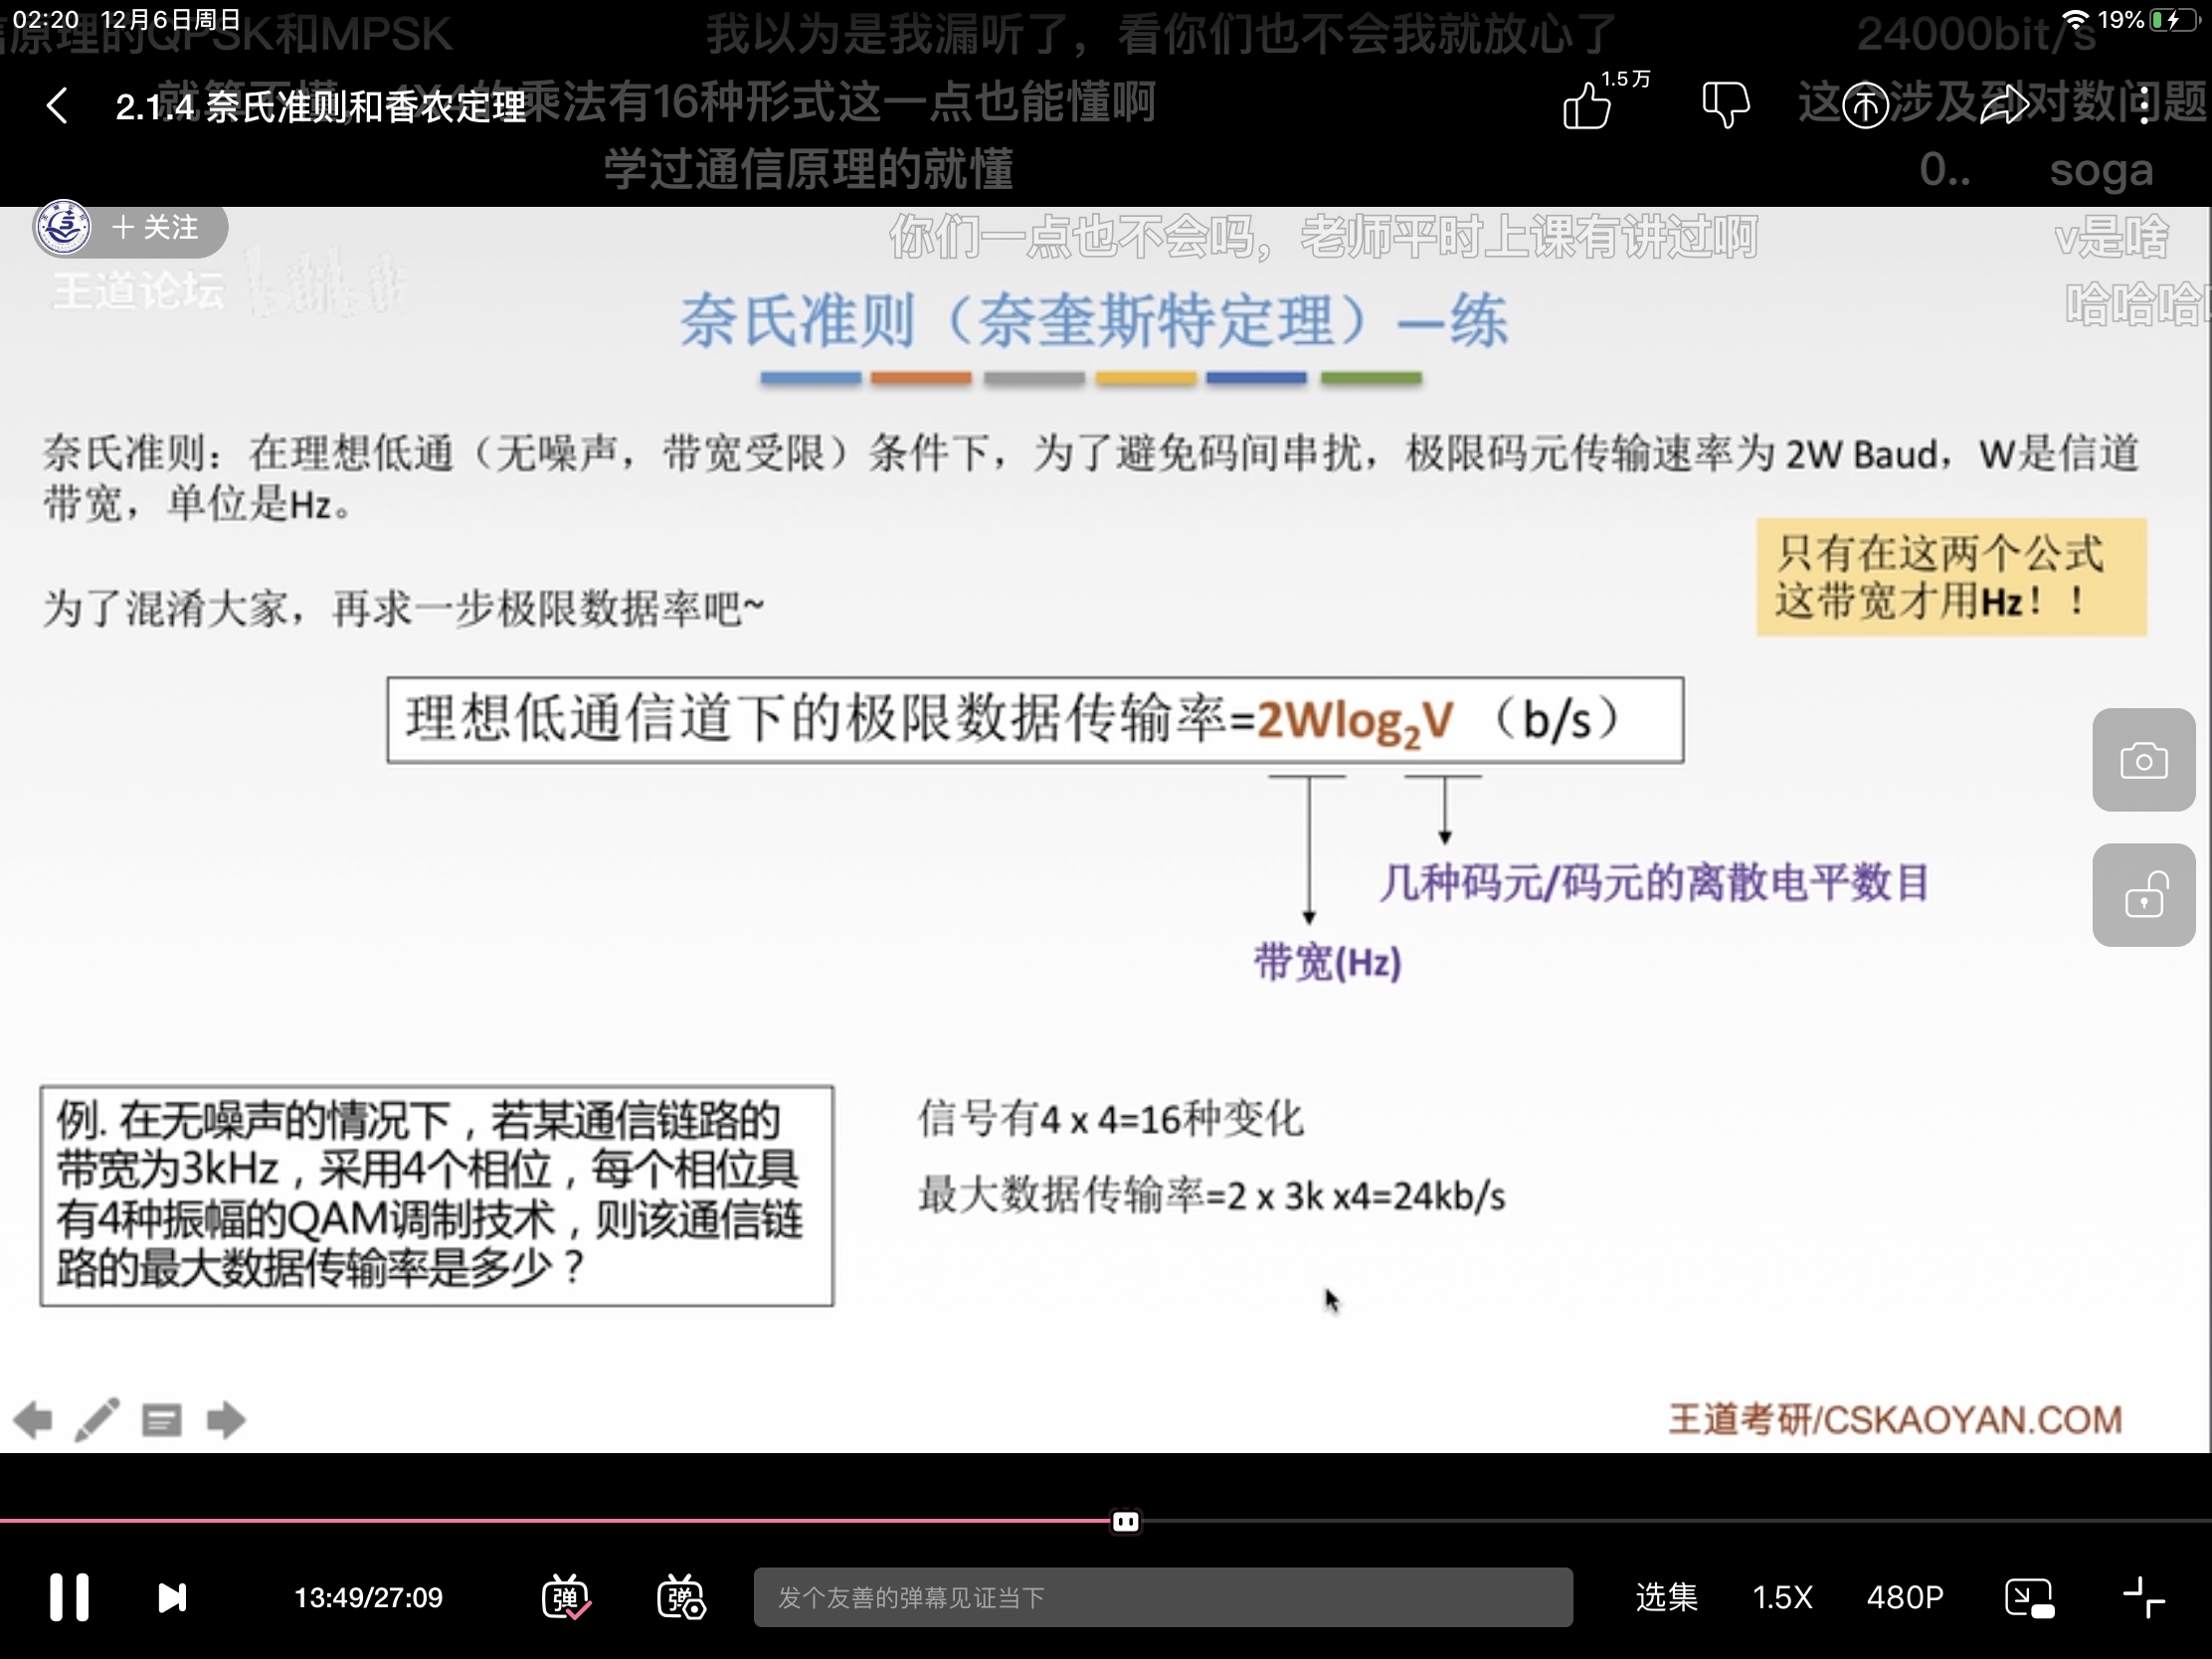 02:20 12月6日周日
19%
原理的QPSK和MPSK
我以为是我漏听了，看你们也不会我就放心了
24000bit/s
2.1.4 奈氏准则和香农定理
的乘法有16种形式这一点也能懂啊
1.5万
这 涉及到对数问题
学过通信原理的就懂
0..
soga
＋关注
你们一点也不会吗，老师平时上课有讲过啊
v是啥
王道论坛 bilibili
哈哈哈
奈氏准则（奈奎斯特定理）—练
奈氏准则：在理想低通（无噪声，带宽受限）条件下，为了避免码间串扰，极限码元传输速率为 2W Baud，W是信道
带宽，单位是Hz。
只有在这两个公式
这带宽才用Hz！！
为了混淆大家，再求一步极限数据率吧~
理想低通信道下的极限数据传输率=2Wlog₂V （b/s）
几种码元/码元的离散电平数目
带宽(Hz)
例. 在无噪声的情况下，若某通信链路的
带宽为3kHz，采用4个相位，每个相位具
有4种振幅的QAM调制技术，则该通信链
路的最大数据传输率是多少？
信号有4 x 4=16种变化
最大数据传输率=2 x 3k x4=24kb/s
王道考研/CSKAOYAN.COM
13:49/27:09
弹
弹
发个友善的弹幕见证当下
选集
1.5X
480P